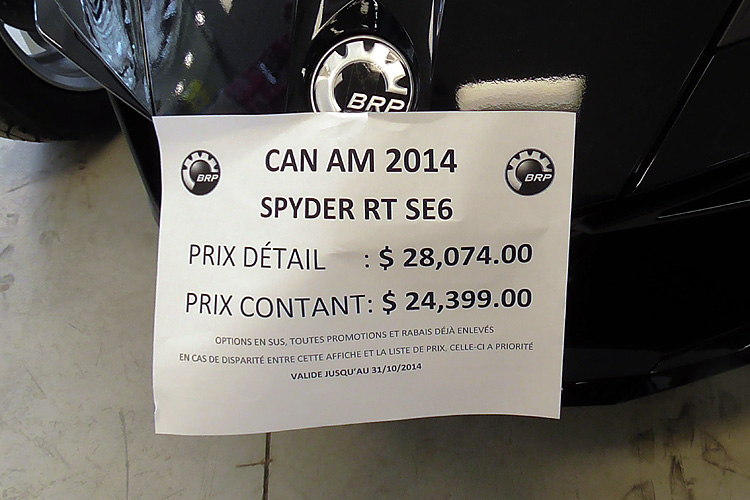 BRP
BRP
BRP
CAN AM 2014
SPYDER RT SE6
PRIX DÉTAIL : $ 28,074.00
PRIX CONTANT: $ 24,399.00
OPTIONS EN SUS, TOUTES PROMOTIONS ET RABAIS DÉJÀ ENLEVÉS
EN CAS DE DISPARITÉ ENTRE CETTE AFFICHE ET LA LISTE DE PRIX, CELLE-CI A PRIORITÉ
VALIDE JUSQU'AU 31/10/2014